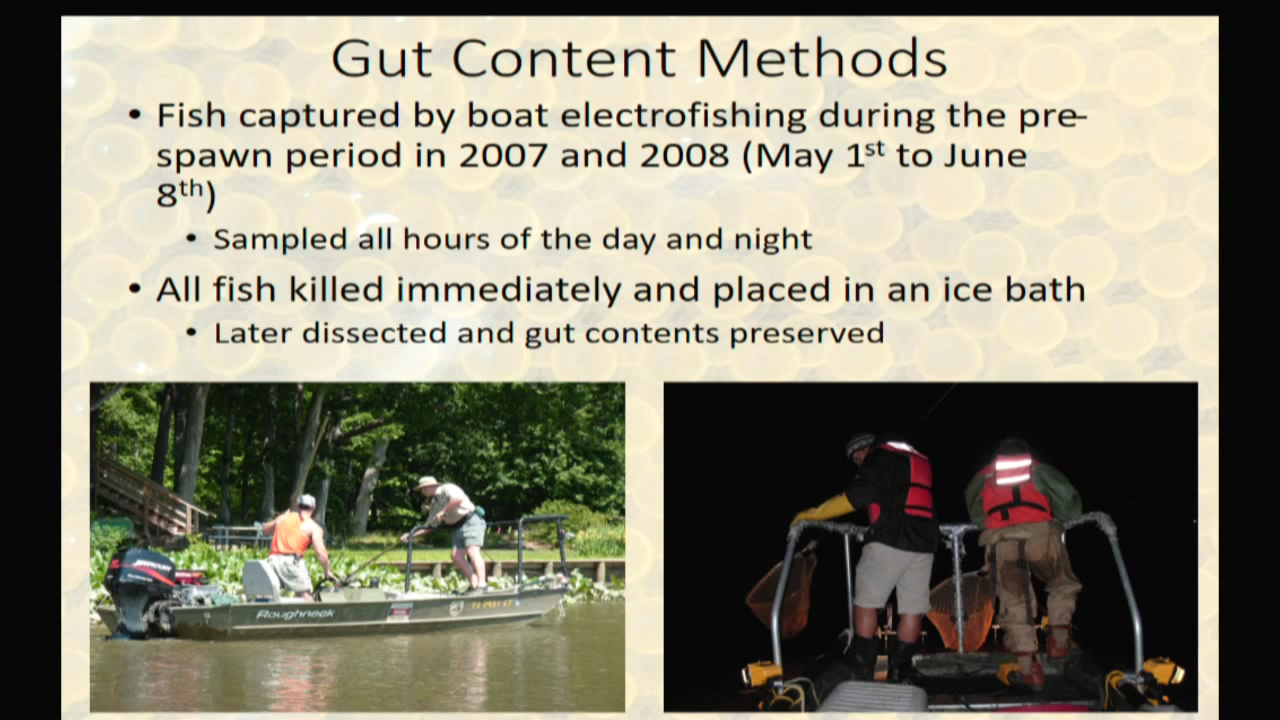 Gut Content Methods
• Fish captured by boat electrofishing during the pre-
spawn period in 2007 and 2008 (May 1st to June
8th)
• Sampled all hours of the day and night
• All fish killed immediately and placed in an ice bath
• Later dissected and gut contents preserved
Roughneck